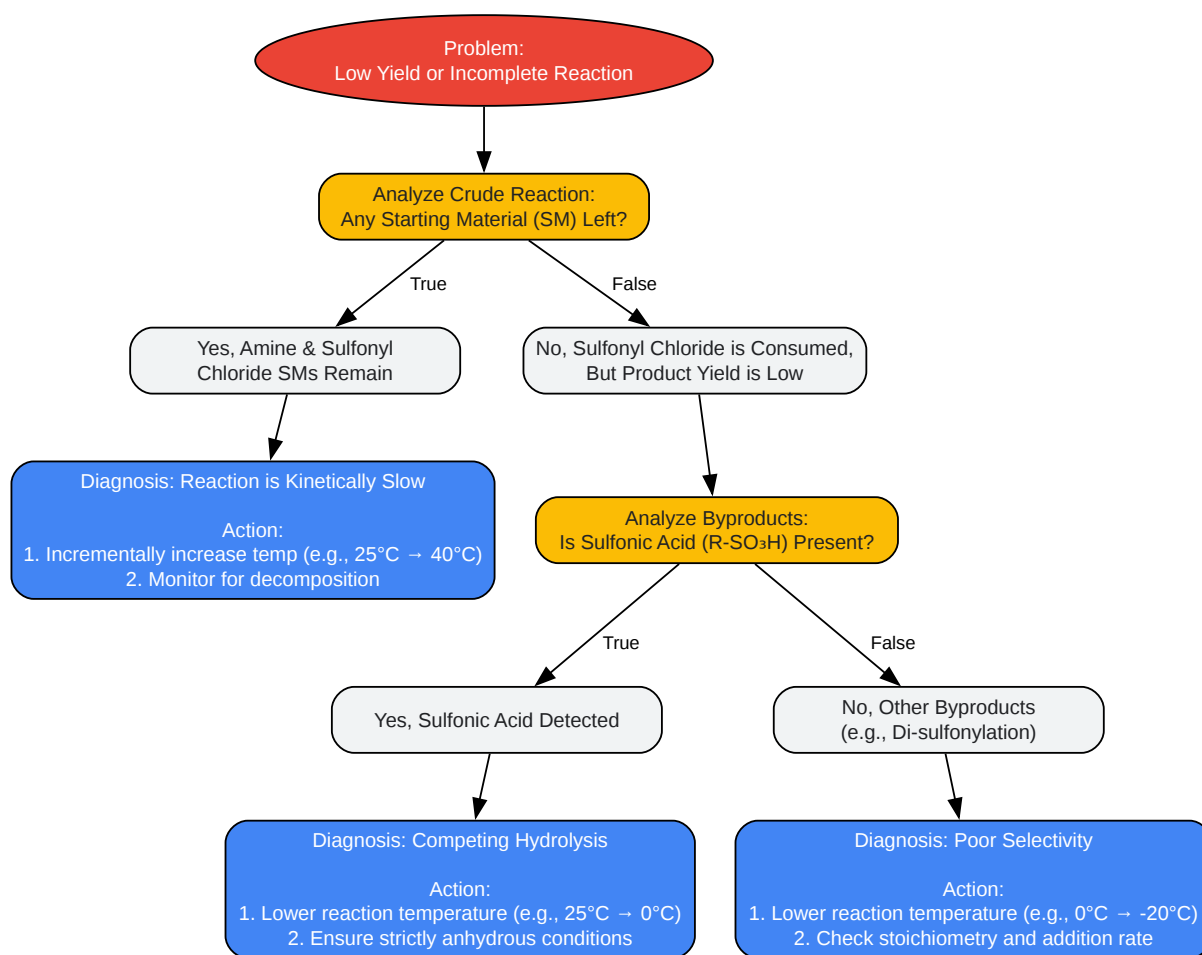 Problem:
Low Yield or Incomplete Reaction
Analyze Crude Reaction:
Any Starting Material (SM) Left?
True
False
Yes, Amine & Sulfonyl
Chloride SMs Remain
No, Sulfonyl Chloride is Consumed,
But Product Yield is Low
Diagnosis: Reaction is Kinetically Slow
Action:
1. Incrementally increase temp (e.g., 25°C → 40°C)
2. Monitor for decomposition
Analyze Byproducts:
Is Sulfonic Acid (R-SO₃H) Present?
True
False
Yes, Sulfonic Acid Detected
No, Other Byproducts
(e.g., Di-sulfonylation)
Diagnosis: Competing Hydrolysis
Action:
1. Lower reaction temperature (e.g., 25°C → 0°C)
2. Ensure strictly anhydrous conditions
Diagnosis: Poor Selectivity
Action:
1. Lower reaction temperature (e.g., 0°C → -20°C)
2. Check stoichiometry and addition rate